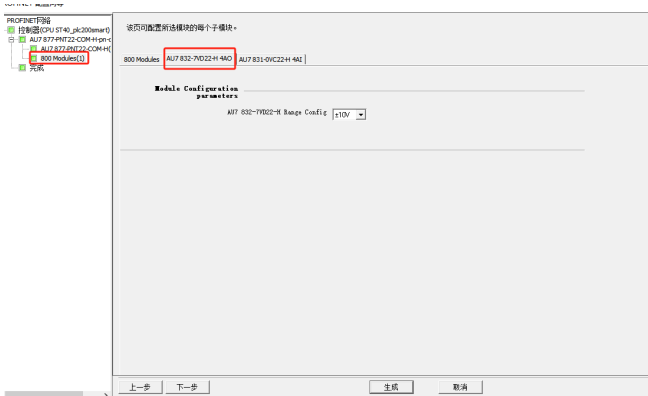 PROFINET网络
控制器(CPU ST40_plc200smart)
AU7 877-PNT22-COM-H-pn-c
AU7 877-PNT22-COM-H(
800 Modules(1)
完成
该页可配置所选模块的每个子模块。
800 Modules AU7 832-7VD22-H 4AO AU7 831-0VC22-H 4AI
Module Configuration
parameters
AU7 832-7VD22-H Range Config ±10V
上一步 下一步 生成 取消